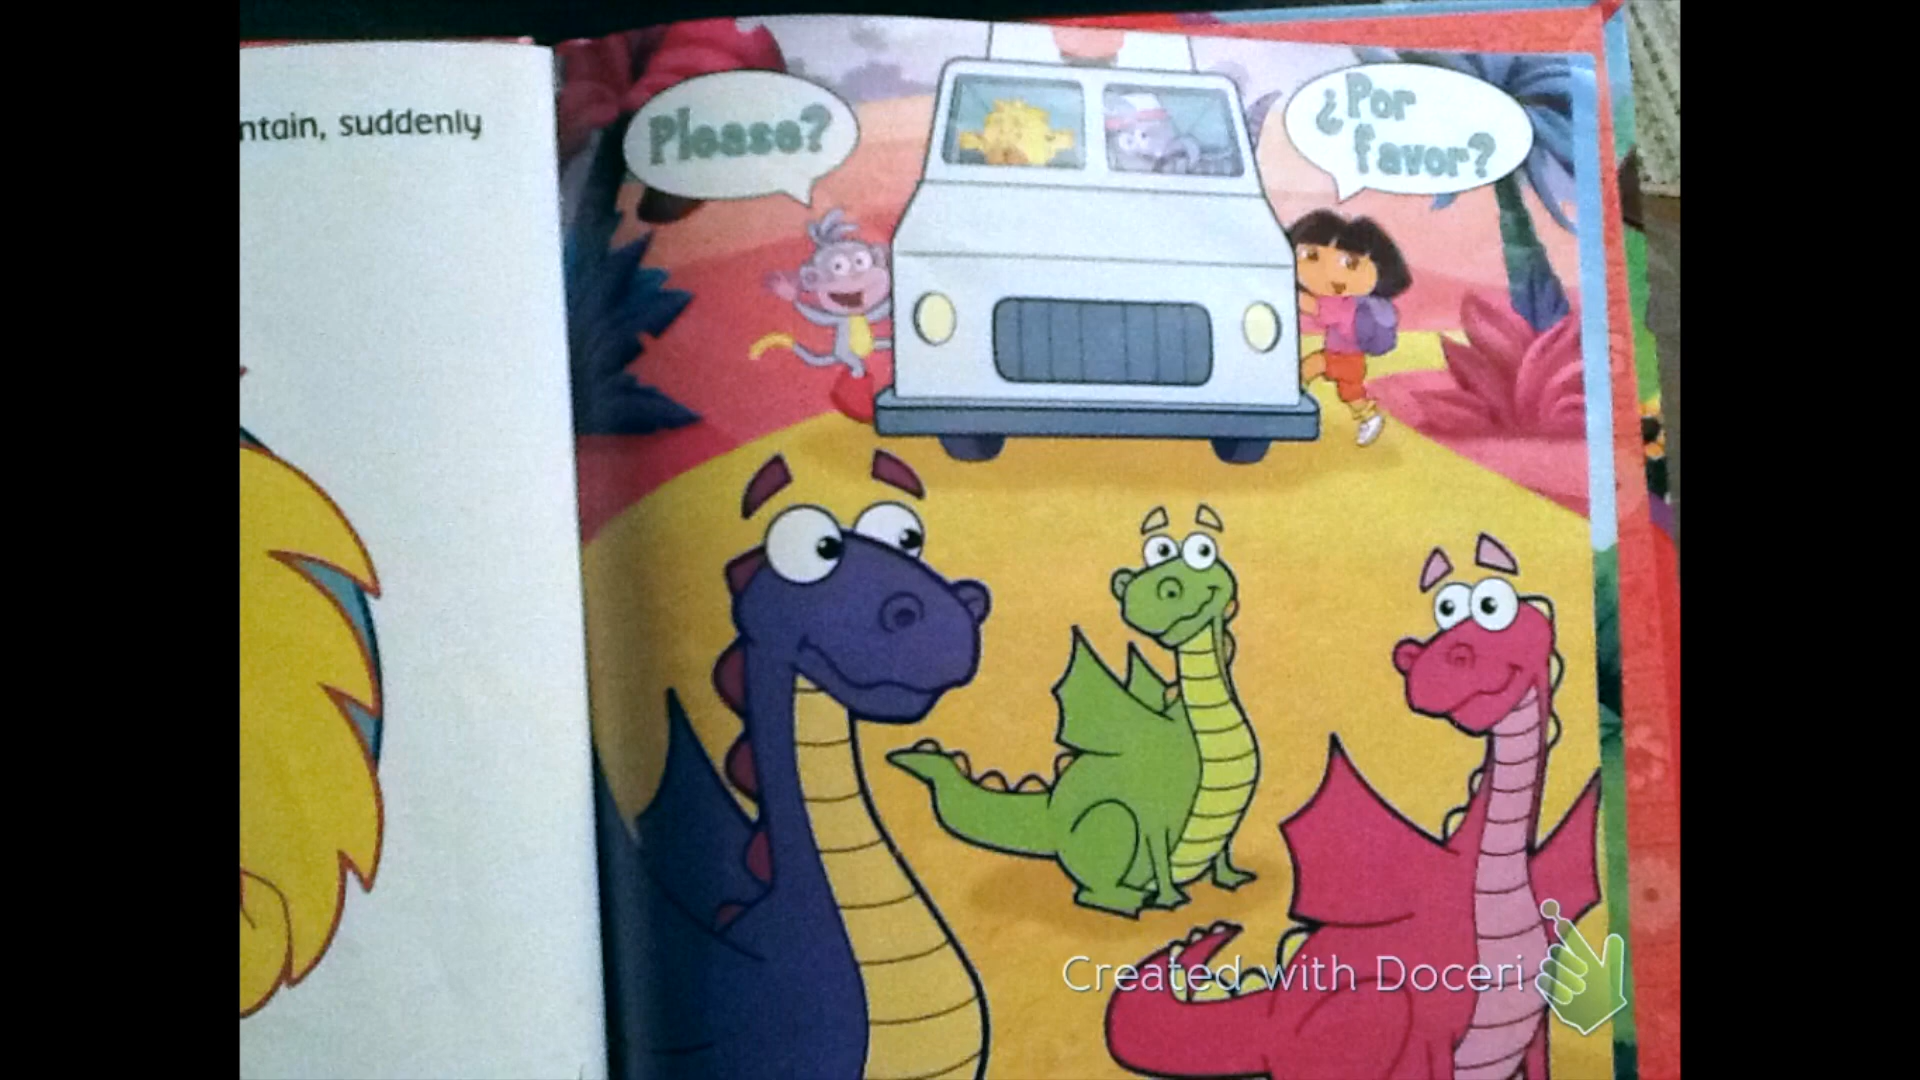 ntain, suddenly
Please?
¿Por
favor?
Created with Doceri